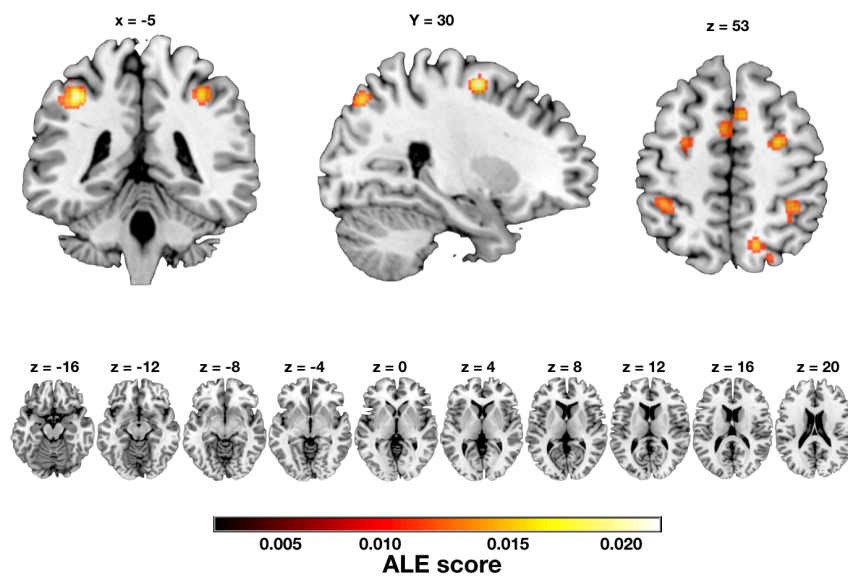 x = -5
Y = 30
z = 53
z = -16
z = -12
z = -8
z = -4
z = 0
z = 4
z = 8
z = 12
z = 16
z = 20
0.005
0.010
0.015
0.020
ALE score